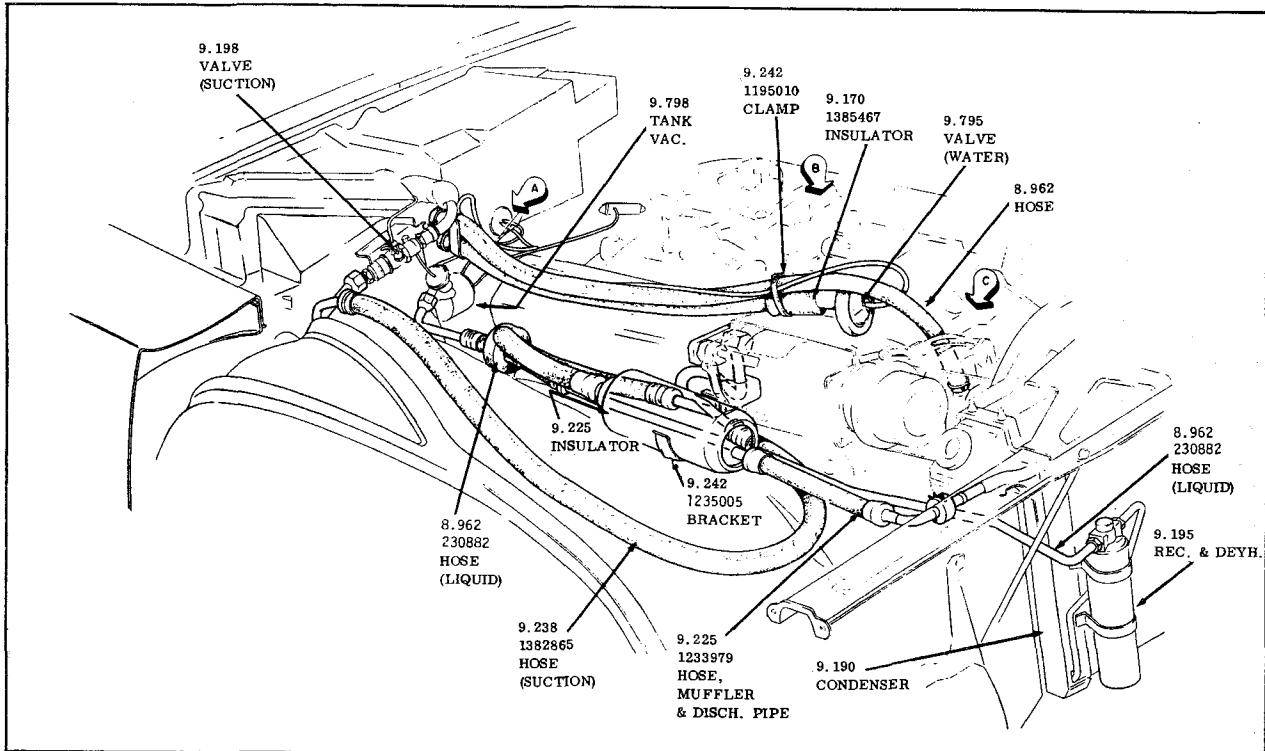 9.198
VALVE
(SUCTION)
9.798
TANK
VAC.
9.242
1195010
CLAMP
9.170
1385467
INSULATOR
9.795
VALVE
(WATER)
8.962
HOSE
A
B
C
9.225
INSULATOR
9.242
1235005
BRACKET
8.962
230882
HOSE
(LIQUID)
8.962
230882
HOSE
(LIQUID)
9.195
REC. & DEYH.
9.238
1382865
HOSE
(SUCTION)
9.225
1233979
HOSE,
MUFFLER
& DISCH. PIPE
9.190
CONDENSER